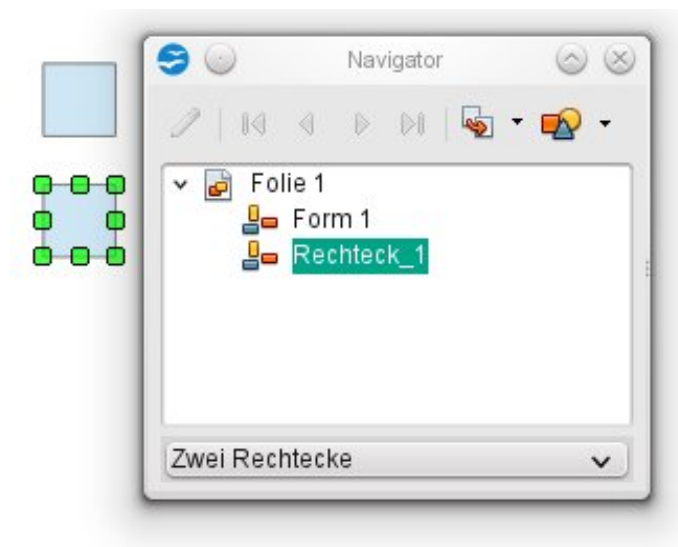 Navigator
Folie 1
Form 1
Rechteck_1
Zwei Rechtecke